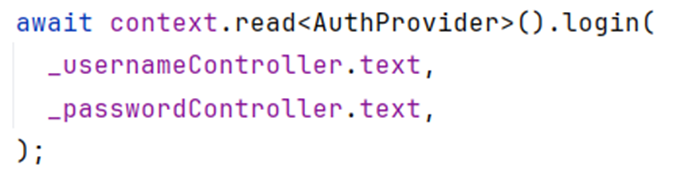 await context.read<AuthProvider>().login(
  _usernameController.text,
  _passwordController.text,
);